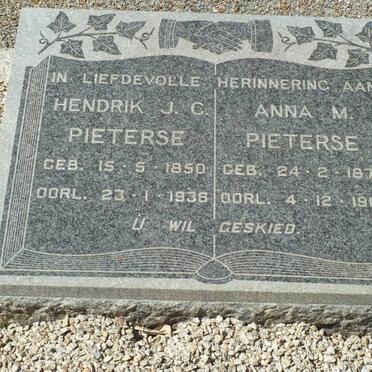 IN LIEFDEVOLLE HERINNERING AAN
HENDRIK J. C. PIETERSE
GEB. 15-5-1850
OORL. 23-1-1936
ANNA M. PIETERSE
GEB. 24-2-187
OORL. 4-12-19
U WIL GESKIED.